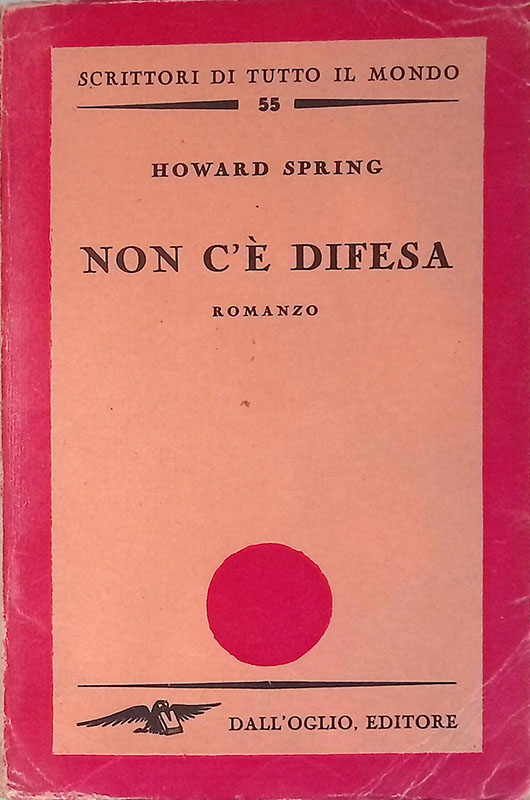 SCRITTORI DI TUTTO IL MONDO
55
HOWARD SPRING
NON C'È DIFESA
ROMANZO
DALL'OGLIO, EDITORE